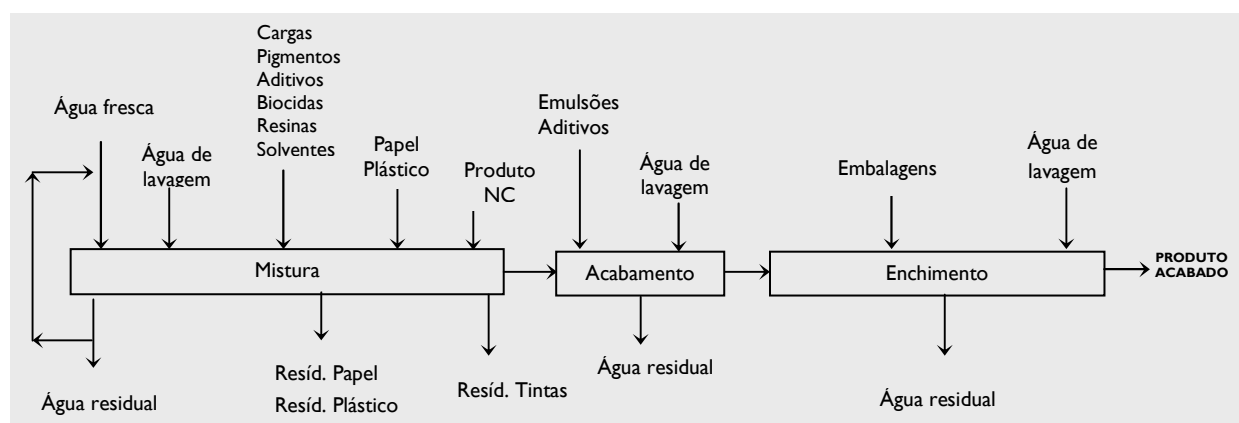 Água fresca
Água de
lavagem
Cargas
Pigmentos
Aditivos
Biocidas
Resinas
Solventes
Papel
Plástico
Produto
NC
Emulsões
Aditivos
Água de
lavagem
Embalagens
Água de
lavagem
Mistura
Acabamento
Enchimento
PRODUTO
ACABADO
Água residual
Resíd. Papel
Resíd. Plástico
Resíd. Tintas
Água residual
Água residual